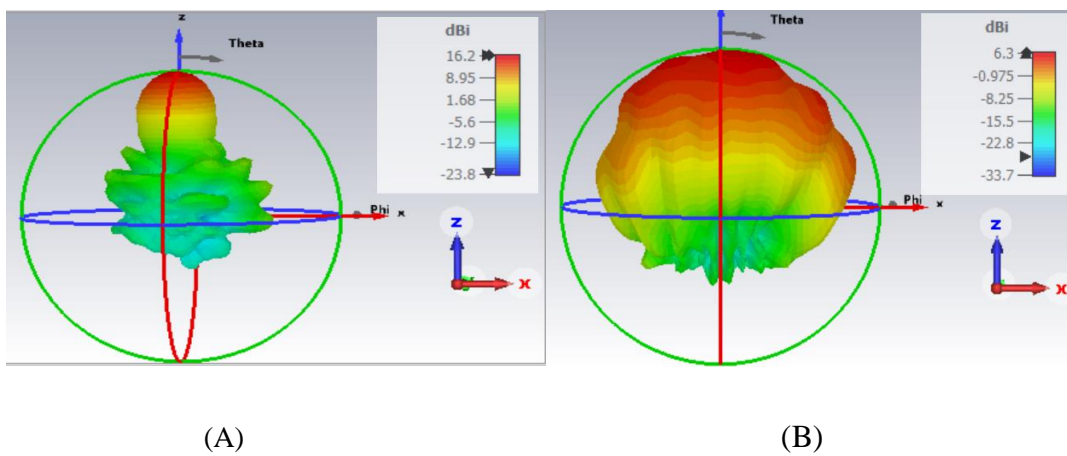 z
Theta
dBi
16.2
8.95
1.68
-5.6
-12.9
-23.8
Phi x
z
x
Theta
dBi
6.3
-0.975
-8.25
-15.5
-22.8
-33.7
Phi x
z
x
(A) (B)